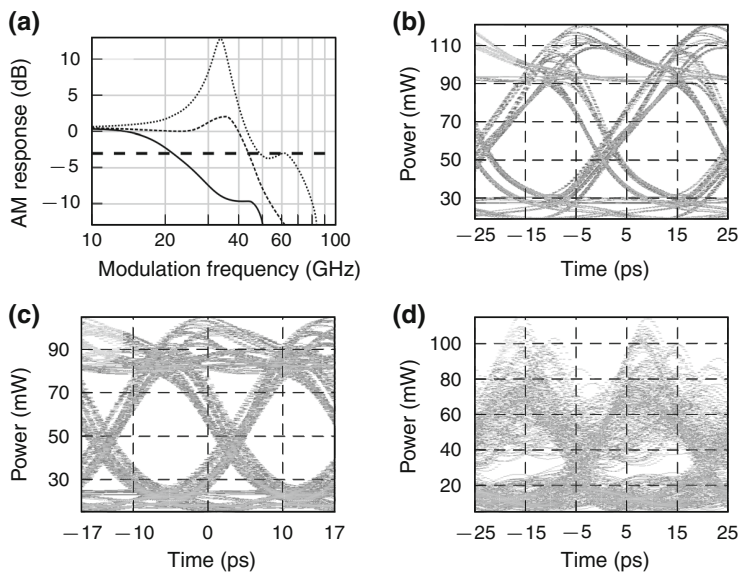 (a)
AM response (dB)
10
5
0
−5
−10
10 20 40 60 100
Modulation frequency (GHz)
(b)
Power (mW)
110
90
70
50
30
−25 −15 −5 5 15 25
Time (ps)
(c)
Power (mW)
90
70
50
30
−17 −10 0 10 17
Time (ps)
(d)
Power (mW)
100
80
60
40
20
−25 −15 −5 5 15 25
Time (ps)